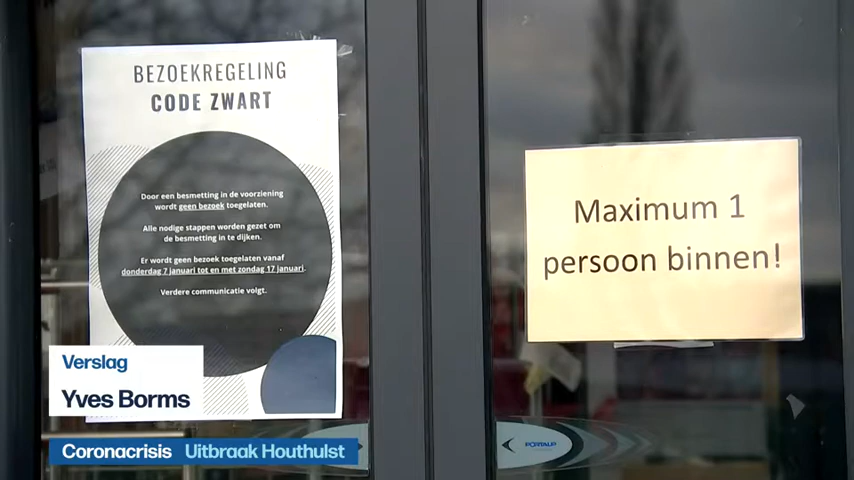 BEZOEKREGELING
CODE ZWART
Door een besmetting in de voorziening
wordt geen bezoek toegelaten.
Alle nodige stappen worden gezet om
de besmetting in te dijken.
Er wordt geen bezoek toegelaten vanaf
donderdag 7 januari tot en met zondag 17 januari.
Verdere communicatie volgt.
Maximum 1
persoon binnen!
Verslag
Yves Borms
Coronacrisis Uitbraak Houthulst
PORTALP